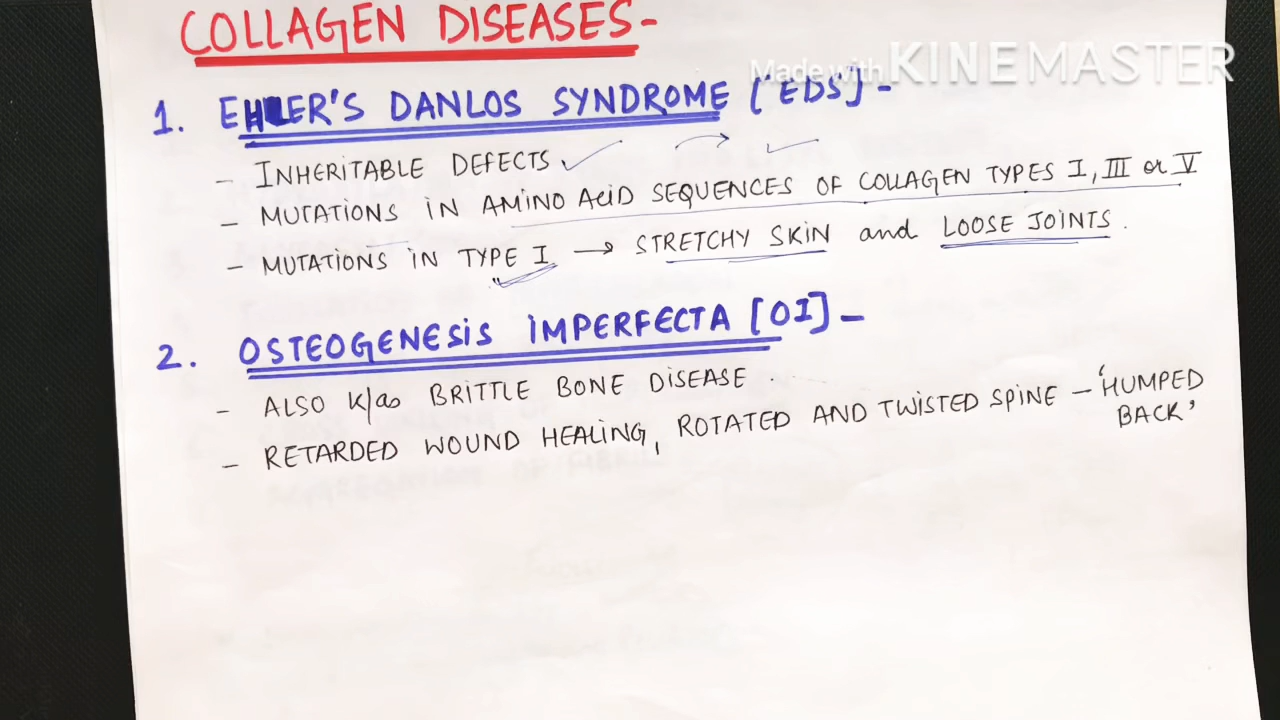 COLLAGEN DISEASES-
Made with KINEMASTER
1. EHLER'S DANLOS SYNDROME ['EDS'] -
- INHERITABLE DEFECTS ✓
- MUTATIONS IN AMINO ACID SEQUENCES OF COLLAGEN TYPES I, III or V
- MUTATIONS IN TYPE I → STRETCHY SKIN and LOOSE JOINTS.
2. OSTEOGENESIS IMPERFECTA [OI] -
- ALSO K/as BRITTLE BONE DISEASE.
- RETARDED WOUND HEALING, ROTATED AND TWISTED SPINE - 'HUMPED
BACK'